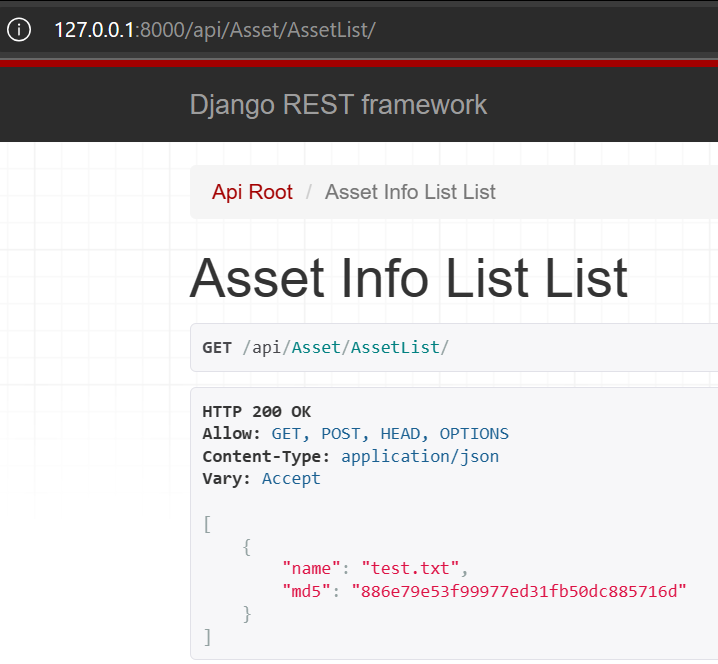 127.0.0.1:8000/api/Asset/AssetList/
Django REST framework
Api Root / Asset Info List List
Asset Info List List
GET /api/Asset/AssetList/
HTTP 200 OK
Allow: GET, POST, HEAD, OPTIONS
Content-Type: application/json
Vary: Accept
[
    {
        "name": "test.txt",
        "md5": "886e79e53f99977ed31fb50dc885716d"
    }
]